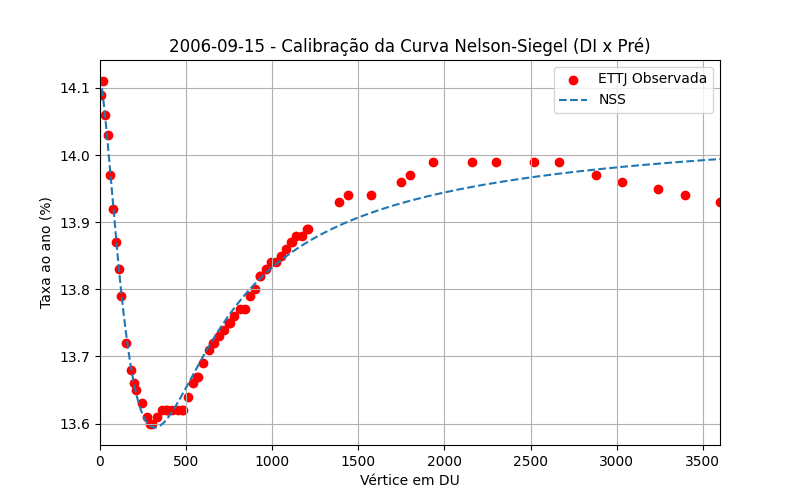 2006-09-15 - Calibração da Curva Nelson-Siegel (DI x Pré)
ETTJ Observada
NSS
14.1
14.0
13.9
13.8
13.7
13.6
Taxa ao ano (%)
0 500 1000 1500 2000 2500 3000 3500
Vértice em DU